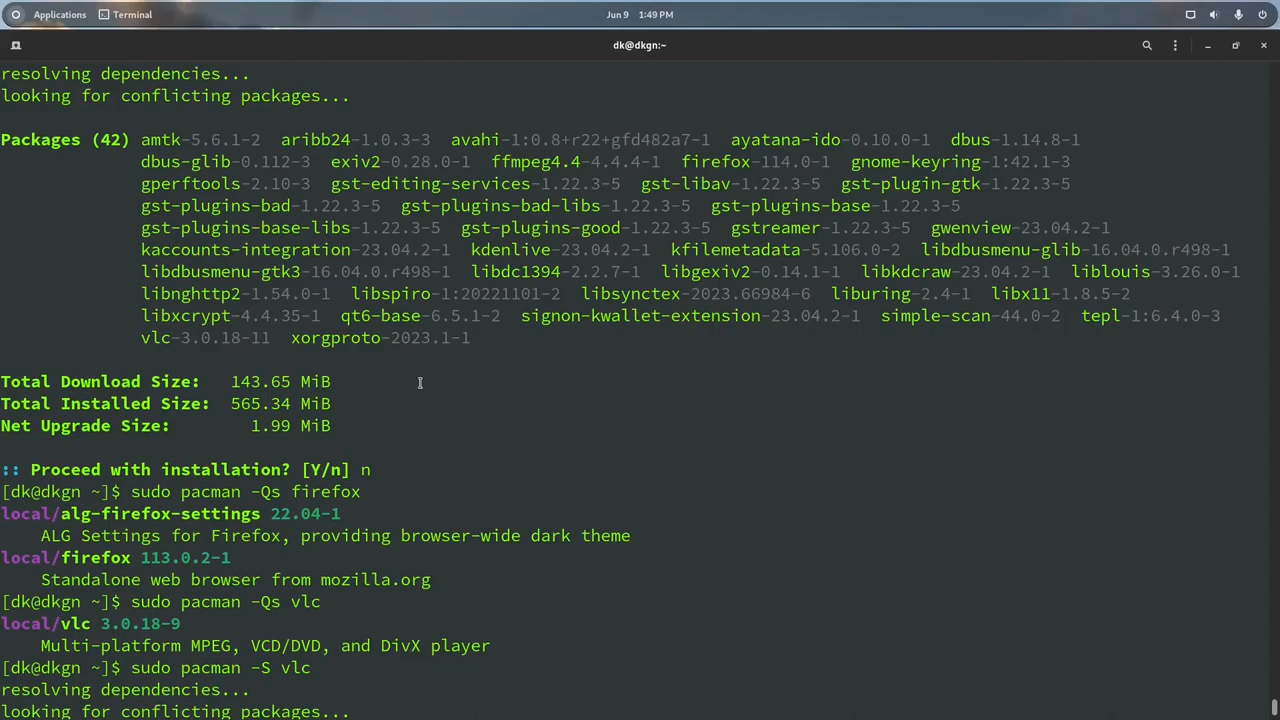 Applications Terminal Jun 9 1:49 PM
dk@dkgn:~
resolving dependencies...
looking for conflicting packages...
Packages (42) amtk-5.6.1-2 aribb24-1.0.3-3 avahi-1:0.8+r22+gfd482a7-1 ayatana-ido-0.10.0-1 dbus-1.14.8-1
dbus-glib-0.112-3 exiv2-0.28.0-1 ffmpeg4.4-4.4.4-1 firefox-114.0-1 gnome-keyring-1:42.1-3
gperftools-2.10-3 gst-editing-services-1.22.3-5 gst-libav-1.22.3-5 gst-plugin-gtk-1.22.3-5
gst-plugins-bad-1.22.3-5 gst-plugins-bad-libs-1.22.3-5 gst-plugins-base-1.22.3-5
gst-plugins-base-libs-1.22.3-5 gst-plugins-good-1.22.3-5 gstreamer-1.22.3-5 gwenview-23.04.2-1
kaccounts-integration-23.04.2-1 kdenlive-23.04.2-1 kfilemetadata-5.106.0-2 libdbusmenu-glib-16.04.0.r498-1
libdbusmenu-gtk3-16.04.0.r498-1 libdc1394-2.2.7-1 libgexiv2-0.14.1-1 libkdcraw-23.04.2-1 liblouis-3.26.0-1
libnghttp2-1.54.0-1 libspiro-1:20221101-2 libsynctex-2023.66984-6 liburing-2.4-1 libx11-1.8.5-2
libxcrypt-4.4.35-1 qt6-base-6.5.1-2 signon-kwallet-extension-23.04.2-1 simple-scan-44.0-2 tepl-1:6.4.0-3
vlc-3.0.18-11 xorgproto-2023.1-1
Total Download Size: 143.65 MiB
Total Installed Size: 565.34 MiB
Net Upgrade Size: 1.99 MiB
:: Proceed with installation? [Y/n] n
[dk@dkgn ~]$ sudo pacman -Qs firefox
local/alg-firefox-settings 22.04-1
ALG Settings for Firefox, providing browser-wide dark theme
local/firefox 113.0.2-1
Standalone web browser from mozilla.org
[dk@dkgn ~]$ sudo pacman -Qs vlc
local/vlc 3.0.18-9
Multi-platform MPEG, VCD/DVD, and DivX player
[dk@dkgn ~]$ sudo pacman -S vlc
resolving dependencies...
looking for conflicting packages...